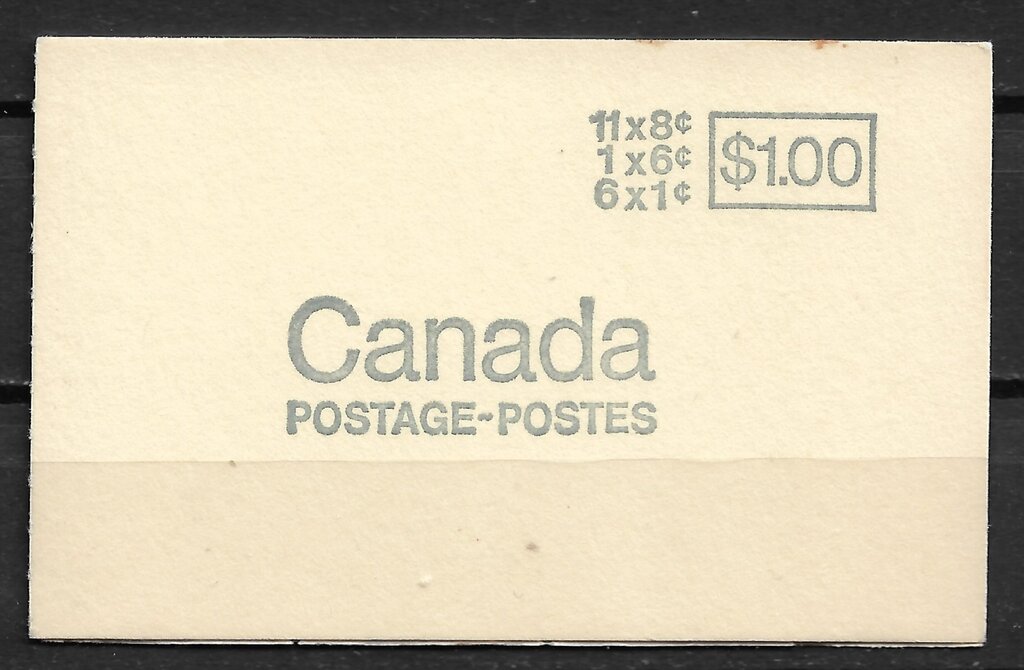 11x8¢
1x6¢
6x1¢
$1.00
Canada
POSTAGE-POSTES